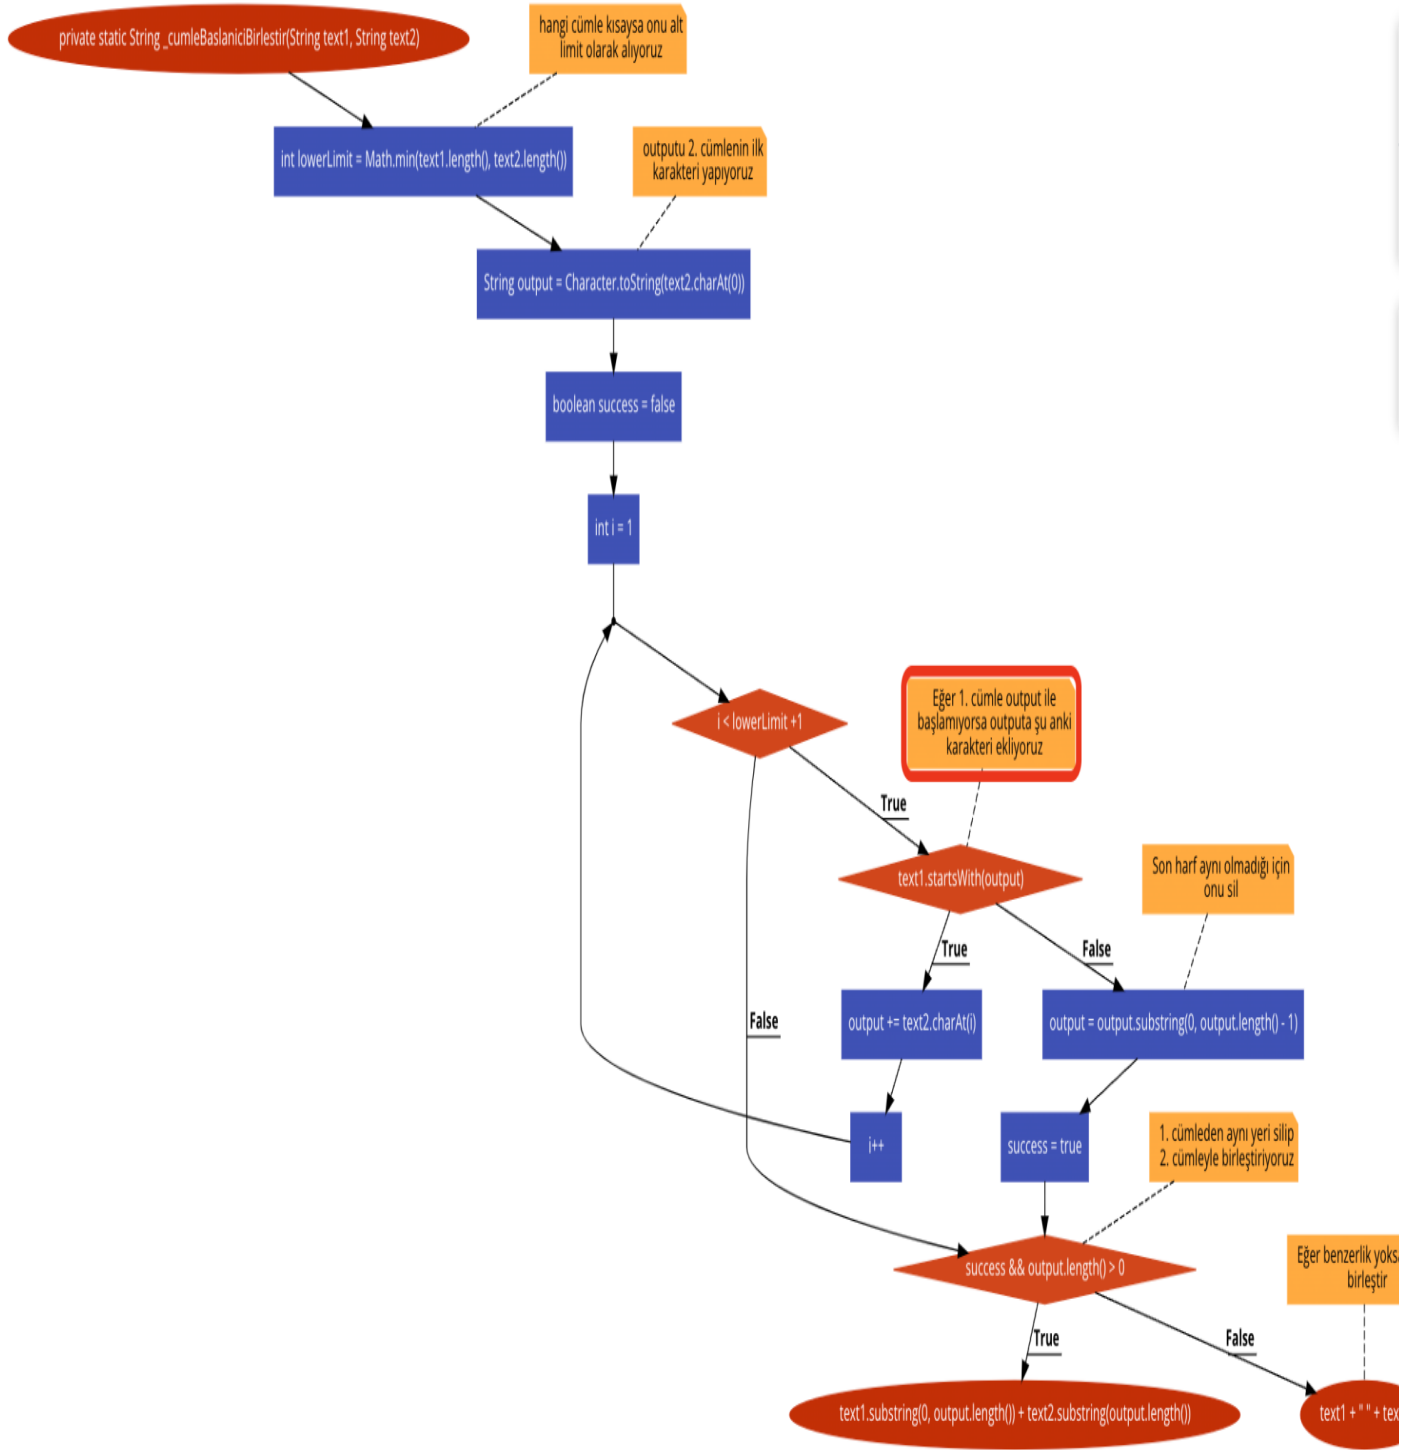 private static String _cumleBaslaniciBirlestir(String text1, String text2)
hangi cümle kısaysa onu alt
limit olarak alıyoruz
int lowerLimit = Math.min(text1.length(), text2.length())
outputu 2. cümlenin ilk
karakteri yapıyoruz
String output = Character.toString(text2.charAt(0))
boolean success = false
int i = 1
i < lowerLimit +1
Eğer 1. cümle output ile
başlamıyorsa outputa şu anki
karakteri ekliyoruz
True
text1.startsWith(output)
Son harf aynı olmadığı için
onu sil
True
False
output += text2.charAt(i)
output = output.substring(0, output.length() - 1)
False
i++
success = true
1. cümleden aynı yeri silip
2. cümleyle birleştiriyoruz
success && output.length() > 0
Eğer benzerlik
birleştir
True
False
text1.substring(0, output.length()) + text2.substring(output.length())
text1 + " " +